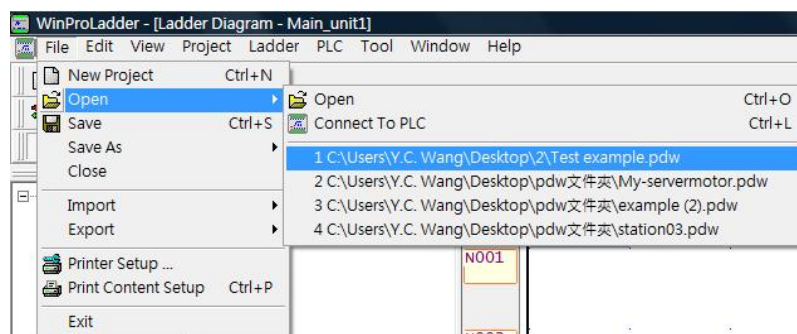 WinProLadder - [Ladder Diagram - Main_unit1]
File Edit View Project Ladder PLC Tool Window Help
New Project Ctrl+N
Open
Save Ctrl+S
Save As
Close
Import
Export
Printer Setup ...
Print Content Setup Ctrl+P
Exit
Open Ctrl+O
Connect To PLC Ctrl+L
1 C:\Users\Y.C. Wang\Desktop\2\Test example.pdw
2 C:\Users\Y.C. Wang\Desktop\pdw文件夾\My-servermotor.pdw
3 C:\Users\Y.C. Wang\Desktop\pdw文件夾\example (2).pdw
4 C:\Users\Y.C. Wang\Desktop\pdw文件夾\station03.pdw
N001